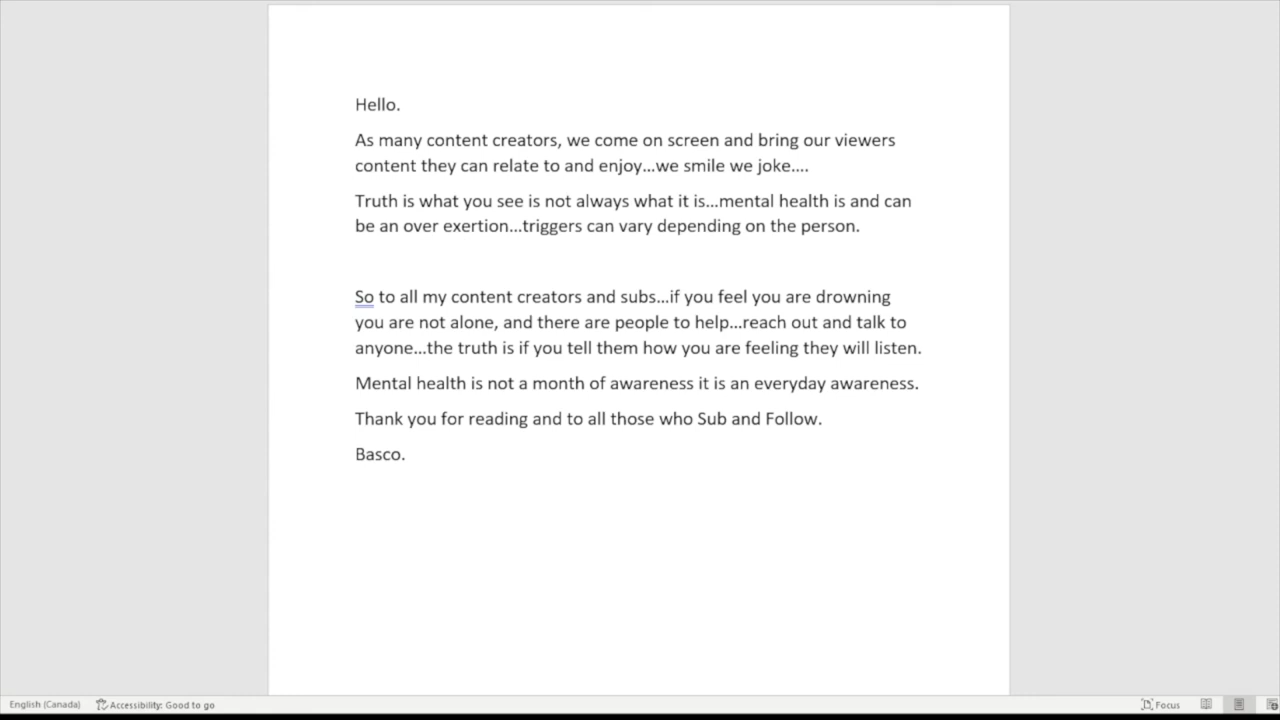 Hello.
As many content creators, we come on screen and bring our viewers
content they can relate to and enjoy...we smile we joke....
Truth is what you see is not always what it is...mental health is and can
be an over exertion...triggers can vary depending on the person.
So to all my content creators and subs...if you feel you are drowning
you are not alone, and there are people to help...reach out and talk to
anyone...the truth is if you tell them how you are feeling they will listen.
Mental health is not a month of awareness it is an everyday awareness.
Thank you for reading and to all those who Sub and Follow.
Basco.
English (Canada) Accessibility: Good to go Focus